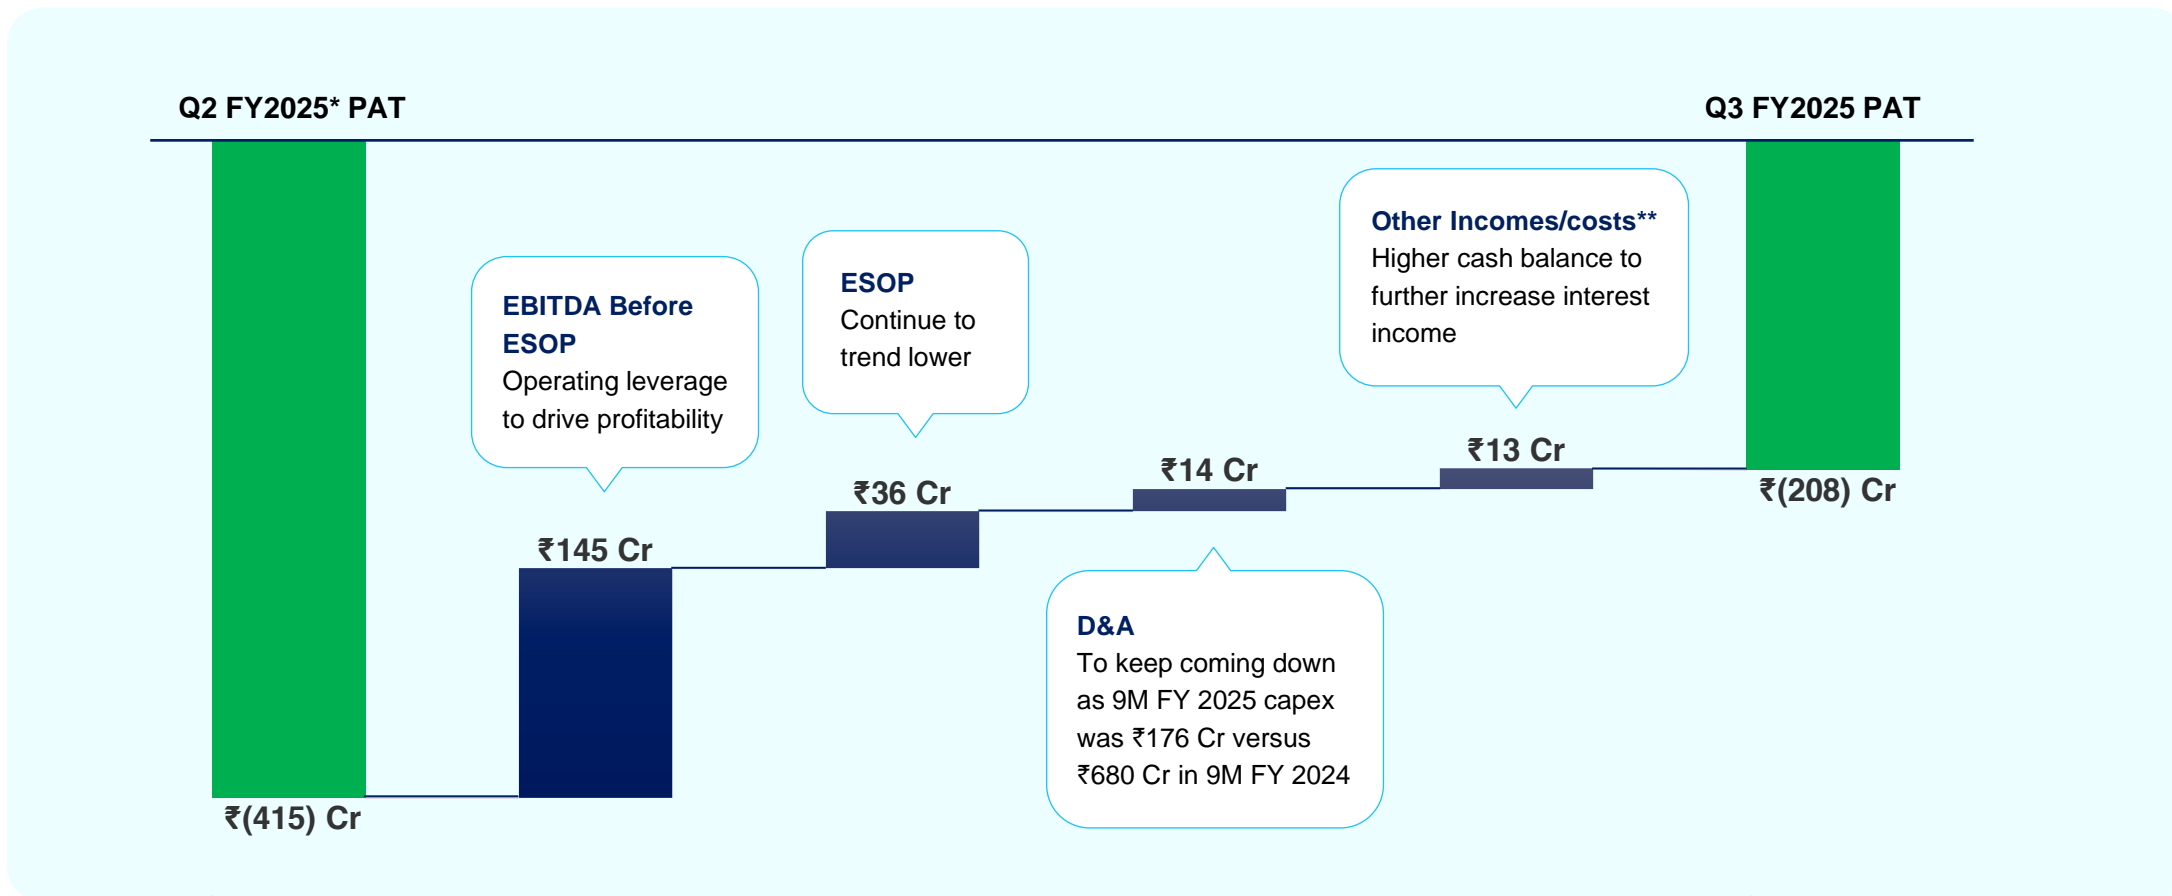 Q2 FY2025* PAT
Q3 FY2025 PAT
EBITDA Before
ESOP
Operating leverage
to drive profitability
ESOP
Continue to
trend lower
Other Incomes/costs**
Higher cash balance to
further increase interest
income
₹13 Cr
₹14 Cr
₹36 Cr
₹145 Cr
₹(208) Cr
D&A
To keep coming down
as 9M FY 2025 capex
was ₹176 Cr versus
₹680 Cr in 9M FY 2024
₹(415) Cr